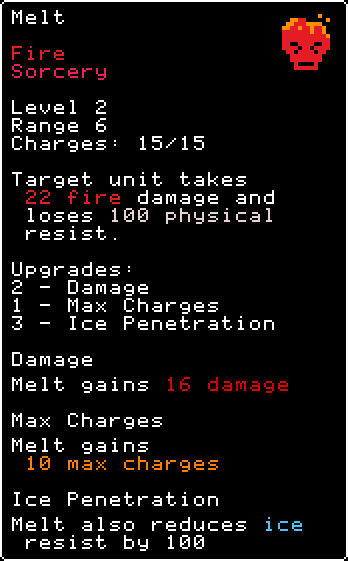 Melt
Fire
Sorcery
Level 2
Range 6
Charges: 15/15
Target unit takes
22 fire damage and
loses 100 physical
resist.
Upgrades:
2 - Damage
1 - Max Charges
3 - Ice Penetration
Damage
Melt gains 16 damage
Max Charges
Melt gains
10 max charges
Ice Penetration
Melt also reduces ice
resist by 100